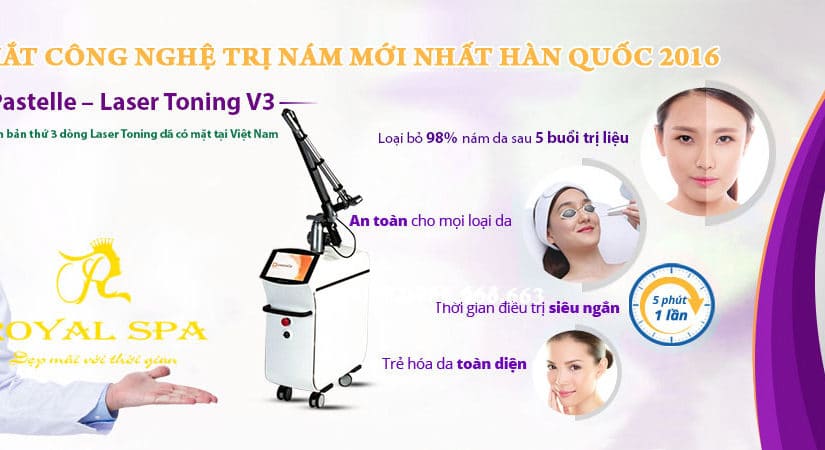 ẮT CÔNG NGHỆ TRỊ NÁM MỚI NHẤT HÀN QUỐC 2016
Pastelle – Laser Toning V3
bản thứ 3 dòng Laser Toning đã có mặt tại Việt Nam
Loại bỏ 98% nám da sau 5 buổi trị liệu
An toàn cho mọi loại da
Thời gian điều trị siêu ngắn
5 phút
1 lần
Trẻ hóa da toàn diện
R
ROYAL SPA
Đẹp mãi với thời gian